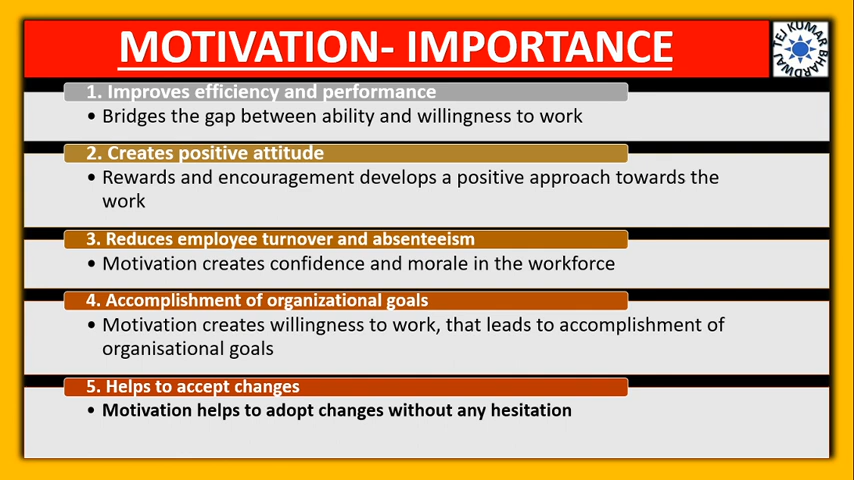 MOTIVATION- IMPORTANCE
TEJ KUMAR BHARDWAJ
1. Improves efficiency and performance
• Bridges the gap between ability and willingness to work
2. Creates positive attitude
• Rewards and encouragement develops a positive approach towards the
work
3. Reduces employee turnover and absenteeism
• Motivation creates confidence and morale in the workforce
4. Accomplishment of organizational goals
• Motivation creates willingness to work, that leads to accomplishment of
organisational goals
5. Helps to accept changes
• Motivation helps to adopt changes without any hesitation